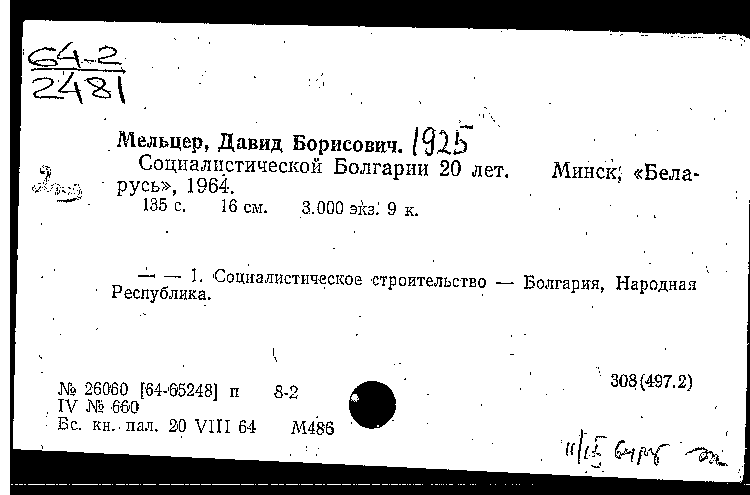 64-2
2481
Мельцер, Давид Борисович. 1925
Социалистической Болгарии 20 лет. Минск, «Бела-
русь», 1964.
135 с. 16 см. 3.000 экз. 9 к.
— — 1. Социалистическое строительство — Болгария, Народная
Республика.
308(497.2)
№ 26060 [64-65248] п 8-2
IV № 660
Вс. кн. пал. 20 VIII 64 М486